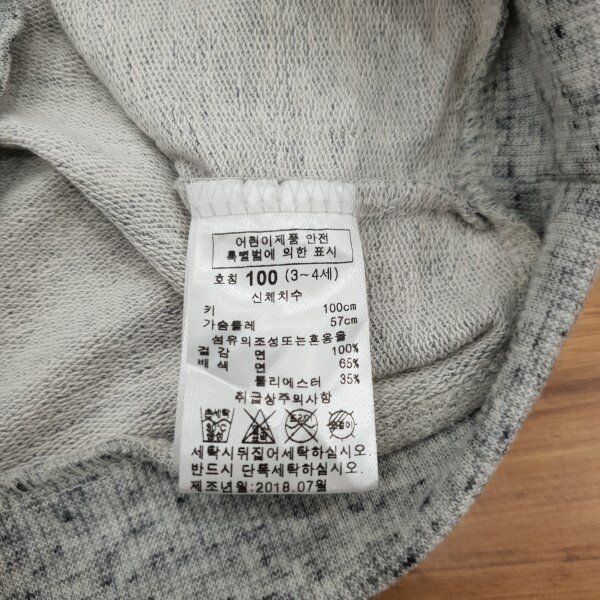 어린이제품 안전
특별법에 의한 표시
호칭 100 (3~4세)
신체치수
키 100cm
가슴둘레 57cm
섬유의조성또는혼용율
겉감 면 100%
배색 면 65%
폴리에스터 35%
취급상주의사항
손세탁
세탁시뒤집어세탁하십시오
반드시 단독세탁하십시오.
제조년월:2018.07월